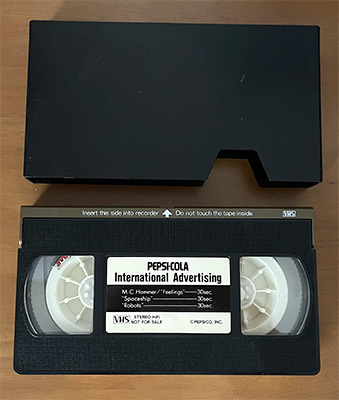 Insert this side into recorder Do not touch the tape inside VHS
PEPSI-COLA
International Advertising
M.C. Hammer/"Feelings"—30sec.
"Spaceship"—30sec.
"Robots"—30sec.
VHS STEREO HiFi
NOT FOR SALE © PEPSICO, INC.